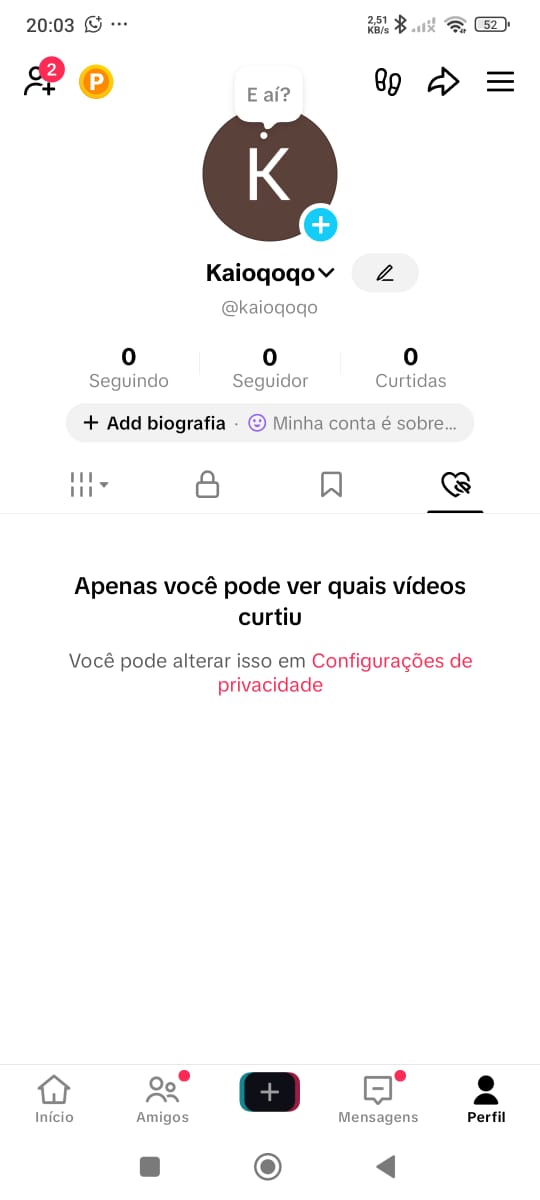 20:03 ...
2,51
KB/s
52
2
P
E aí?
K
Kaioqoqo
@kaioqoqo
0 0 0
Seguindo Seguidor Curtidas
+ Add biografia · Minha conta é sobre...
Apenas você pode ver quais vídeos
curtiu
Você pode alterar isso em Configurações de
privacidade
Início Amigos Mensagens Perfil